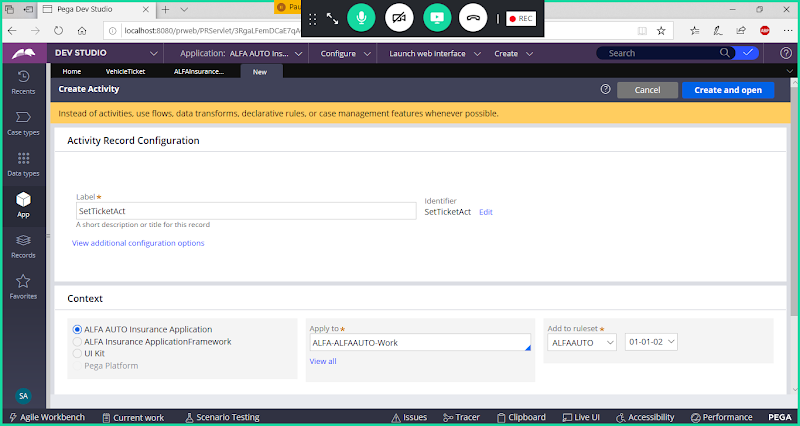 Pega Dev Studio
Pau
REC
localhost:8080/prweb/PRServlet/
DEV STUDIO
Application: ALFA AUTO Ins...
Configure
Launch web interface
Create
Search
Home
VehicleTicket
ALFAInsurance...
New
Create Activity
Cancel
Create and open
Instead of activities, use flows, data transforms, declarative rules, or case management features whenever possible.
Recents
Case types
Data types
App
Records
Favorites
SA
Activity Record Configuration
Label
Identifier
SetTicketAct
SetTicketAct
Edit
A short description or title for this record
View additional configuration options
Context
ALFA AUTO Insurance Application
ALFA Insurance ApplicationFramework
UI Kit
Pega Platform
Apply to
ALFA-ALFAAUTO-Work
View all
Add to ruleset
ALFAAUTO
01-01-02
Agile Workbench
Current work
Scenario Testing
Issues
Tracer
Clipboard
Live UI
Accessibility
Performance
PEGA